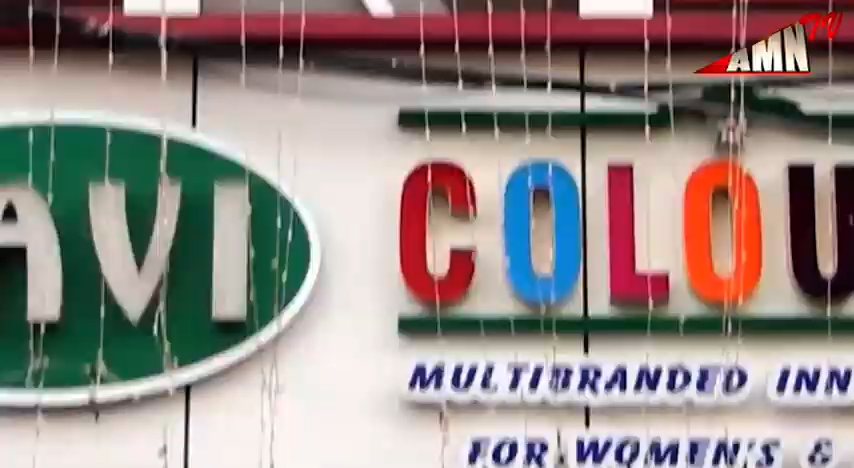 AMN TV
AVI
COLOU
MULTIBRANDED INN
FOR WOMEN'S &